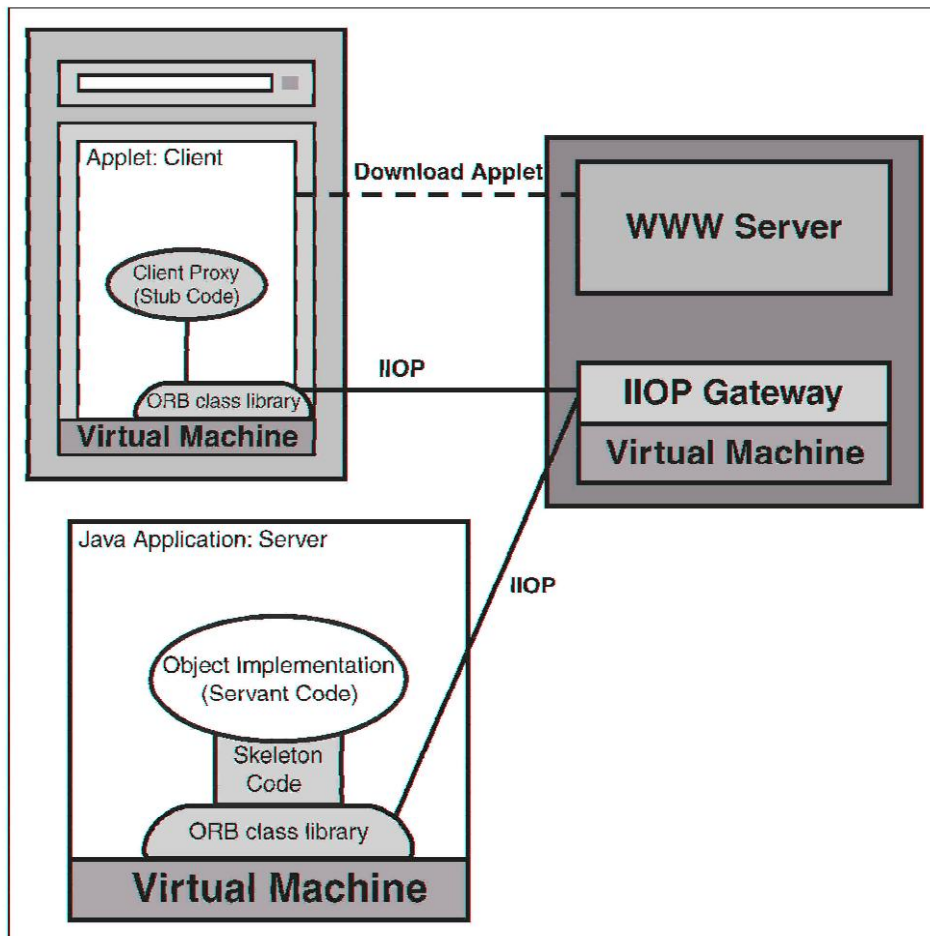 Applet: Client
Download Applet
WWW Server
Client Proxy
(Stub Code)
IIOP
ORB class library
Virtual Machine
IIOP Gateway
Virtual Machine
Java Application: Server
IIOP
Object Implementation
(Servant Code)
Skeleton
Code
ORB class library
Virtual Machine